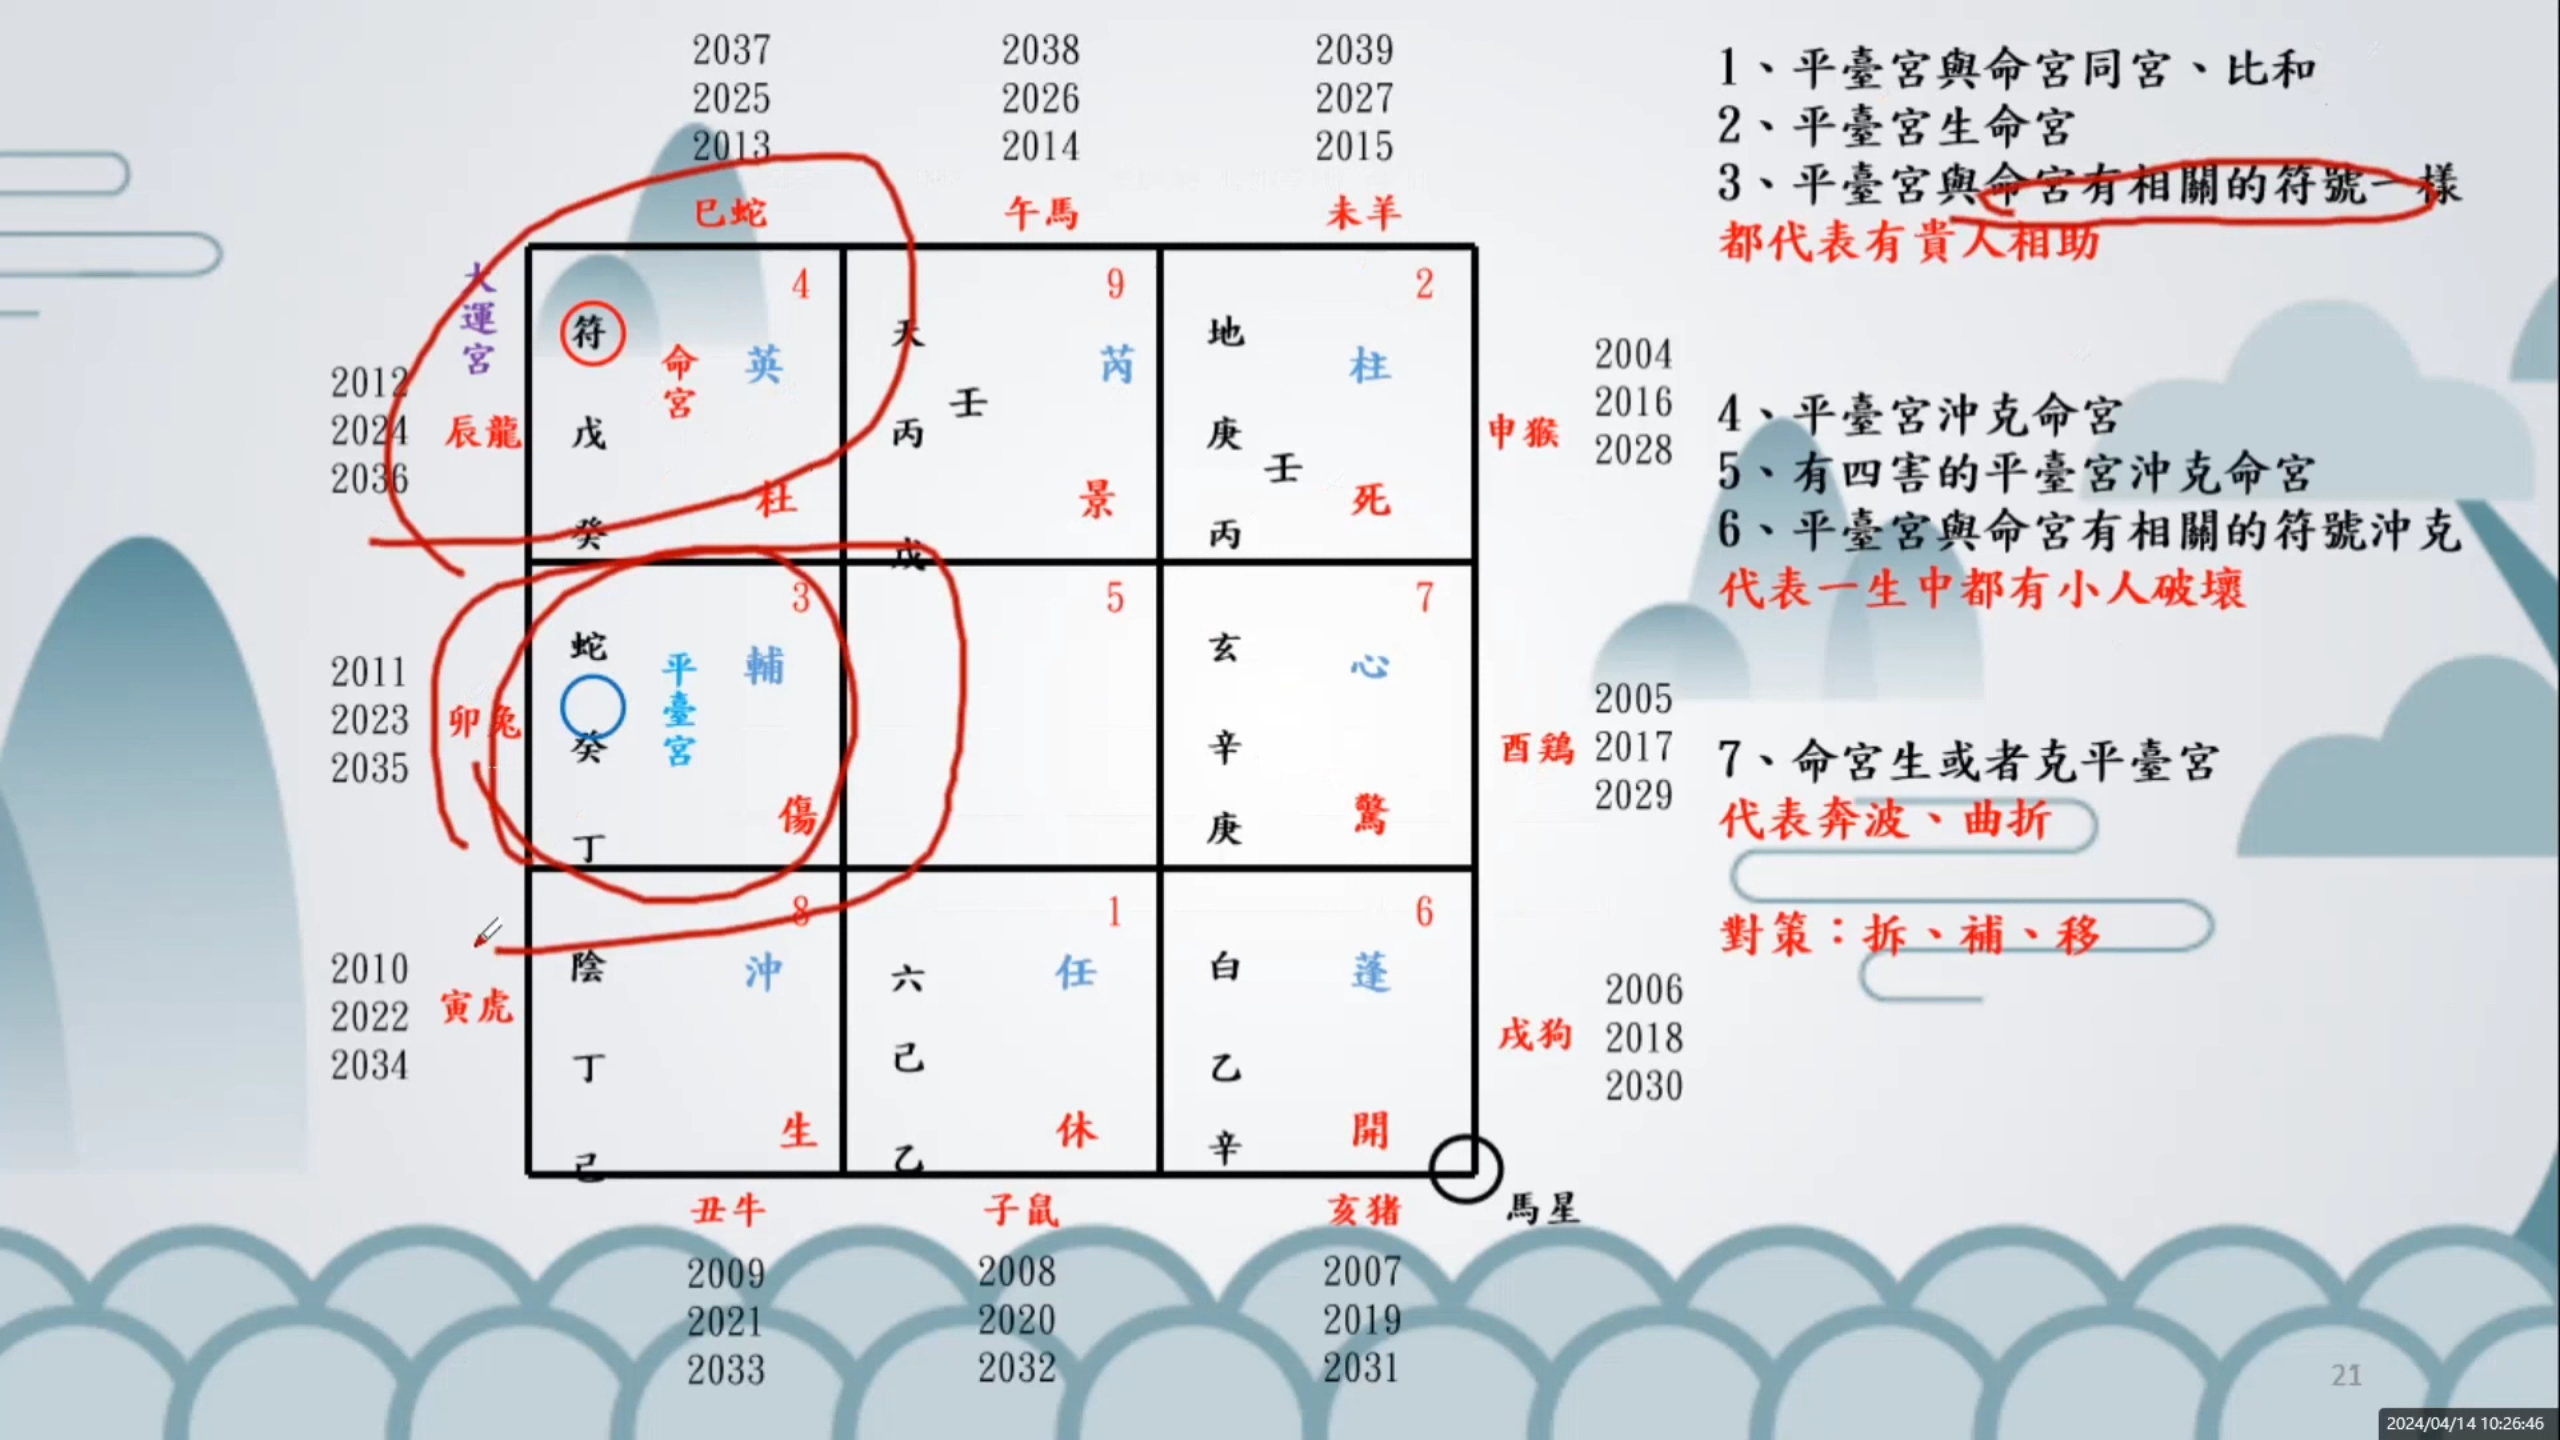 2037 2038 2039
2025 2026 2027
2013 2014 2015
巳蛇 午馬 未羊
大運宮
2012
2024
2036
辰龍
4
符 命宮 英
戊
癸 杜
9
天 芮
壬
丙
景
戊
2
地 柱
庚
壬
死
丙
申猴
2004
2016
2028
2011
2023
2035
卯兔
3
蛇 平臺宮 輔
癸
傷
丁
5
7
玄 心
辛
驚
庚
酉鶏
2005
2017
2029
2010
2022
2034
寅虎
8
陰 沖
丁
生
己
1
六 任
己
休
乙
6
白 蓬
乙
開
辛
戌狗
2006
2018
2030
丑牛 子鼠 亥猪 馬星
2009 2008 2007
2021 2020 2019
2033 2032 2031
1、平臺宮與命宮同宮、比和
2、平臺宮生命宮
3、平臺宮與命宮有相關的符號一樣
都代表有貴人相助
4、平臺宮沖克命宮
5、有四害的平臺宮沖克命宮
6、平臺宮與命宮有相關的符號沖克
代表一生中都有小人破壞
7、命宮生或者克平臺宮
代表奔波、曲折
對策：拆、補、移
21
2024/04/14 10:26:46